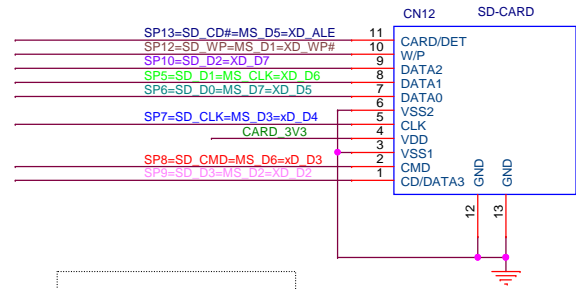 CN12 SD-CARD
SP13=SD_CD#=MS_D5=XD_ALE 11 CARD/DET
SP12=SD_WP=MS_D1=XD_WP# 10 W/P
SP10=SD_D2=XD_D7 9 DATA2
SP5=SD_D1=MS_CLK=XD_D6 8 DATA1
SP6=SD_D0=MS_D7=XD_D5 7 DATA0
6 VSS2
SP7=SD_CLK=MS_D3=xD_D4 5 CLK
CARD_3V3 4 VDD
3 VSS1
SP8=SD_CMD=MS_D6=xD_D3 2 CMD
SP9=SD_D3=MS_D2=XD_D2 1 CD/DATA3
GND GND
12 13